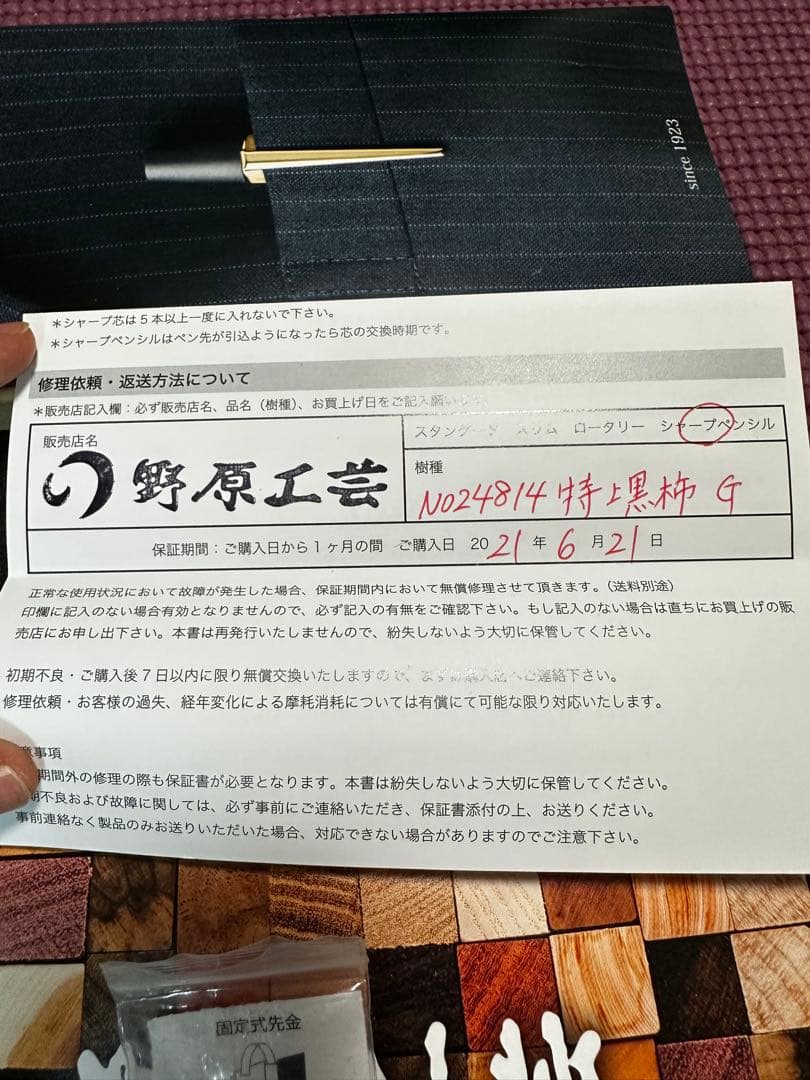 since 1923
＊シャープ芯は5本以上一度に入れないで下さい。
＊シャープペンシルはペン先が引込ようになったら芯の交換時期です。
修理依頼・返送方法について
＊販売店記入欄：必ず販売店名、品名（樹種）、お買上げ日をご記入願います
販売店名
野原工芸
スタンダード スリム ロータリー シャープペンシル
樹種
No24814 特上黒柿 G
保証期間：ご購入日から1ヶ月の間 ご購入日 2021年6月21日
正常な使用状況において故障が発生した場合、保証期間内において無償修理させて頂きます。（送料別途）
印欄に記入のない場合有効となりませんので、必ず記入の有無をご確認下さい。もし記入のない場合は直ちにお買上げの販
売店にお申し出下さい。本書は再発行いたしませんので、紛失しないよう大切に保管してください。
初期不良・ご購入後7日以内に限り無償交換いたしますので、まずは購入店へご連絡下さい。
修理依頼・お客様の過失、経年変化による摩耗消耗については有償にて可能な限り対応いたします。
意事項
期間外の修理の際も保証書が必要となります。本書は紛失しないよう大切に保管してください。
期不良および故障に関しては、必ず事前にご連絡いただき、保証書添付の上、お送りください。
事前連絡なく製品のみお送りいただいた場合、対応できない場合がありますのでご注意下さい。
固定式先金